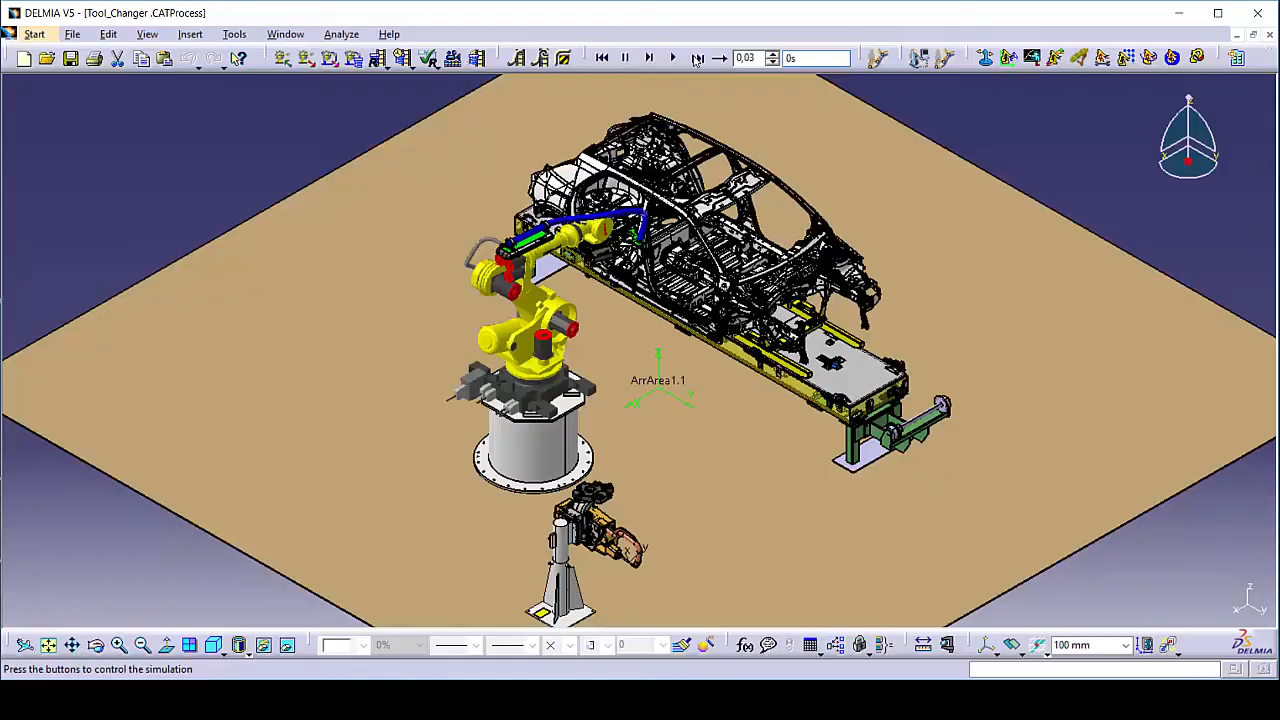 DELMIA V5 - [Tool_Changer .CATProcess]
Start File Edit View Insert Tools Window Analyze Help
0,03 0s
z
ArrArea1.1
0% 0 100 mm
DELMIA
Press the buttons to control the simulation